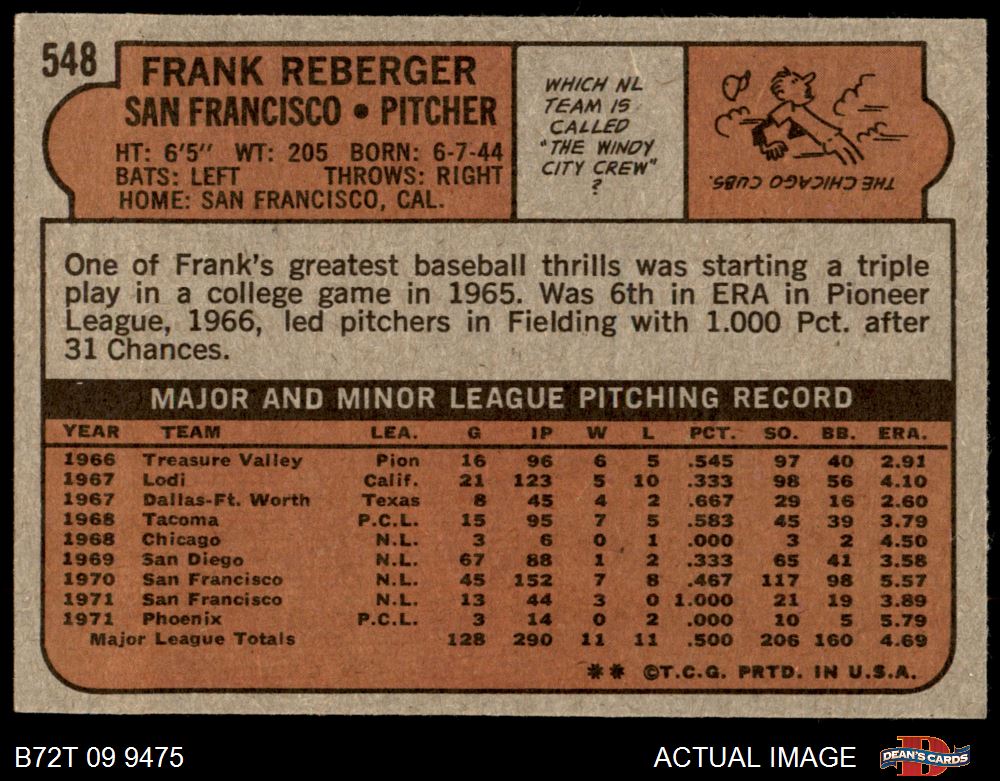 548
FRANK REBERGER
SAN FRANCISCO • PITCHER
HT: 6'5" WT: 205 BORN: 6-7-44
BATS: LEFT THROWS: RIGHT
HOME: SAN FRANCISCO, CAL.
WHICH NL
TEAM IS
CALLED
"THE WINDY
CITY CREW"
?
THE CHICAGO CUBS.
One of Frank's greatest baseball thrills was starting a triple
play in a college game in 1965. Was 6th in ERA in Pioneer
League, 1966, led pitchers in Fielding with 1.000 Pct. after
31 Chances.
MAJOR AND MINOR LEAGUE PITCHING RECORD
YEAR TEAM LEA. G IP W L PCT. SO. BB. ERA.
1966 Treasure Valley Pion 16 96 6 5 .545 97 40 2.91
1967 Lodi Calif. 21 123 5 10 .333 98 56 4.10
1967 Dallas-Ft. Worth Texas 8 45 4 2 .667 29 16 2.60
1968 Tacoma P.C.L. 15 95 7 5 .583 45 39 3.79
1968 Chicago N.L. 3 6 0 1 .000 3 2 4.50
1969 San Diego N.L. 67 88 1 2 .333 65 41 3.58
1970 San Francisco N.L. 45 152 7 8 .467 117 98 5.57
1971 San Francisco N.L. 13 44 3 0 1.000 21 19 3.89
1971 Phoenix P.C.L. 3 14 0 2 .000 10 5 5.79
Major League Totals 128 290 11 11 .500 206 160 4.69
** ©T.C.G. PRTD. IN U.S.A.
B72T 09 9475
ACTUAL IMAGE
DEAN'S CARDS